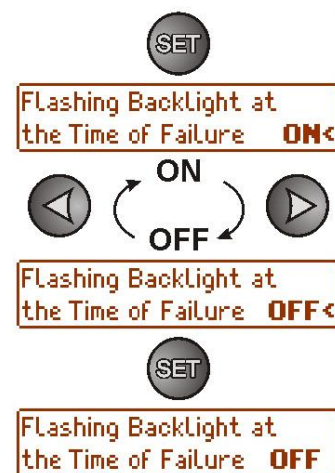 SET
Flashing Backlight at
the Time of Failure ON<
ON
OFF
Flashing Backlight at
the Time of Failure OFF<
SET
Flashing Backlight at
the Time of Failure OFF